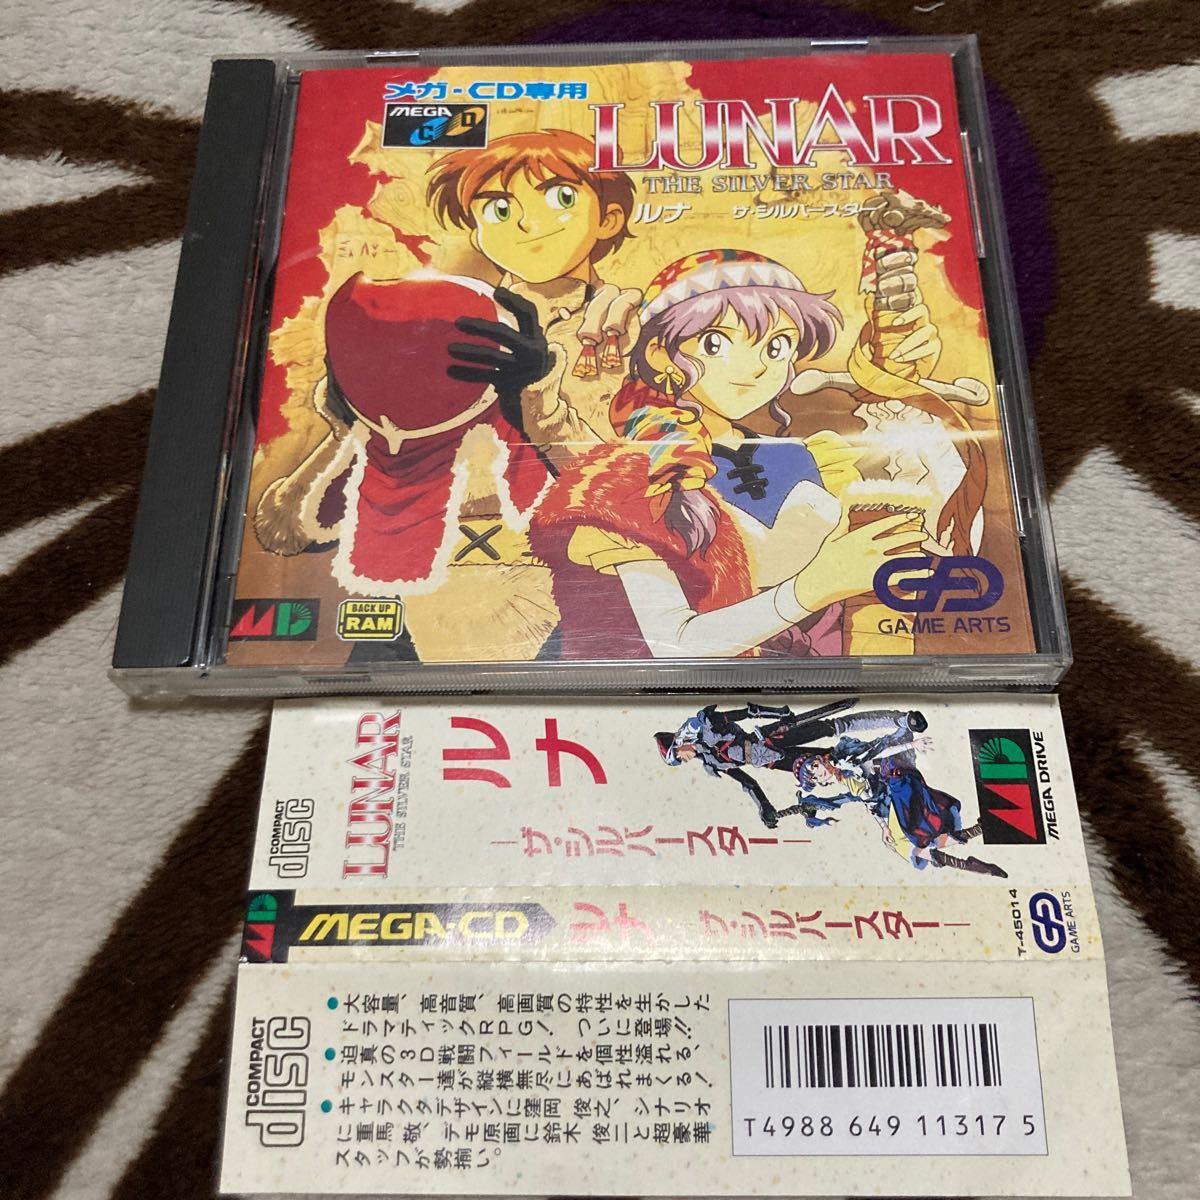 メガ-CD専用
MEGA
CD
LUNAR
THE SILVER STAR
ルナ ザ・シルバースター
MD
BACK UP
RAM
GAME ARTS
COMPACT
disc
LUNAR
THE SILVER STAR
ルナ
ーザ・シルバースターー
MD
MEGA DRIVE
MD
MEGA-CD
ルナ
ーザ・シルバースターー
T-45014
GAME ARTS
COMPACT
disc
●大容量、高音質、高画質の特性を生かした
ドラマティックRPG！ついに登場!!
●迫真の3D戦闘フィールドを個性溢れる、
モンスター達が縦横無尽にあばれまくる！
●キャラクタデザインに窪岡 俊之、シナリオ
に重馬 敬、デモ原画に鈴木 俊二と超豪華
スタッフが勢揃い。
T4988 649 11317 5